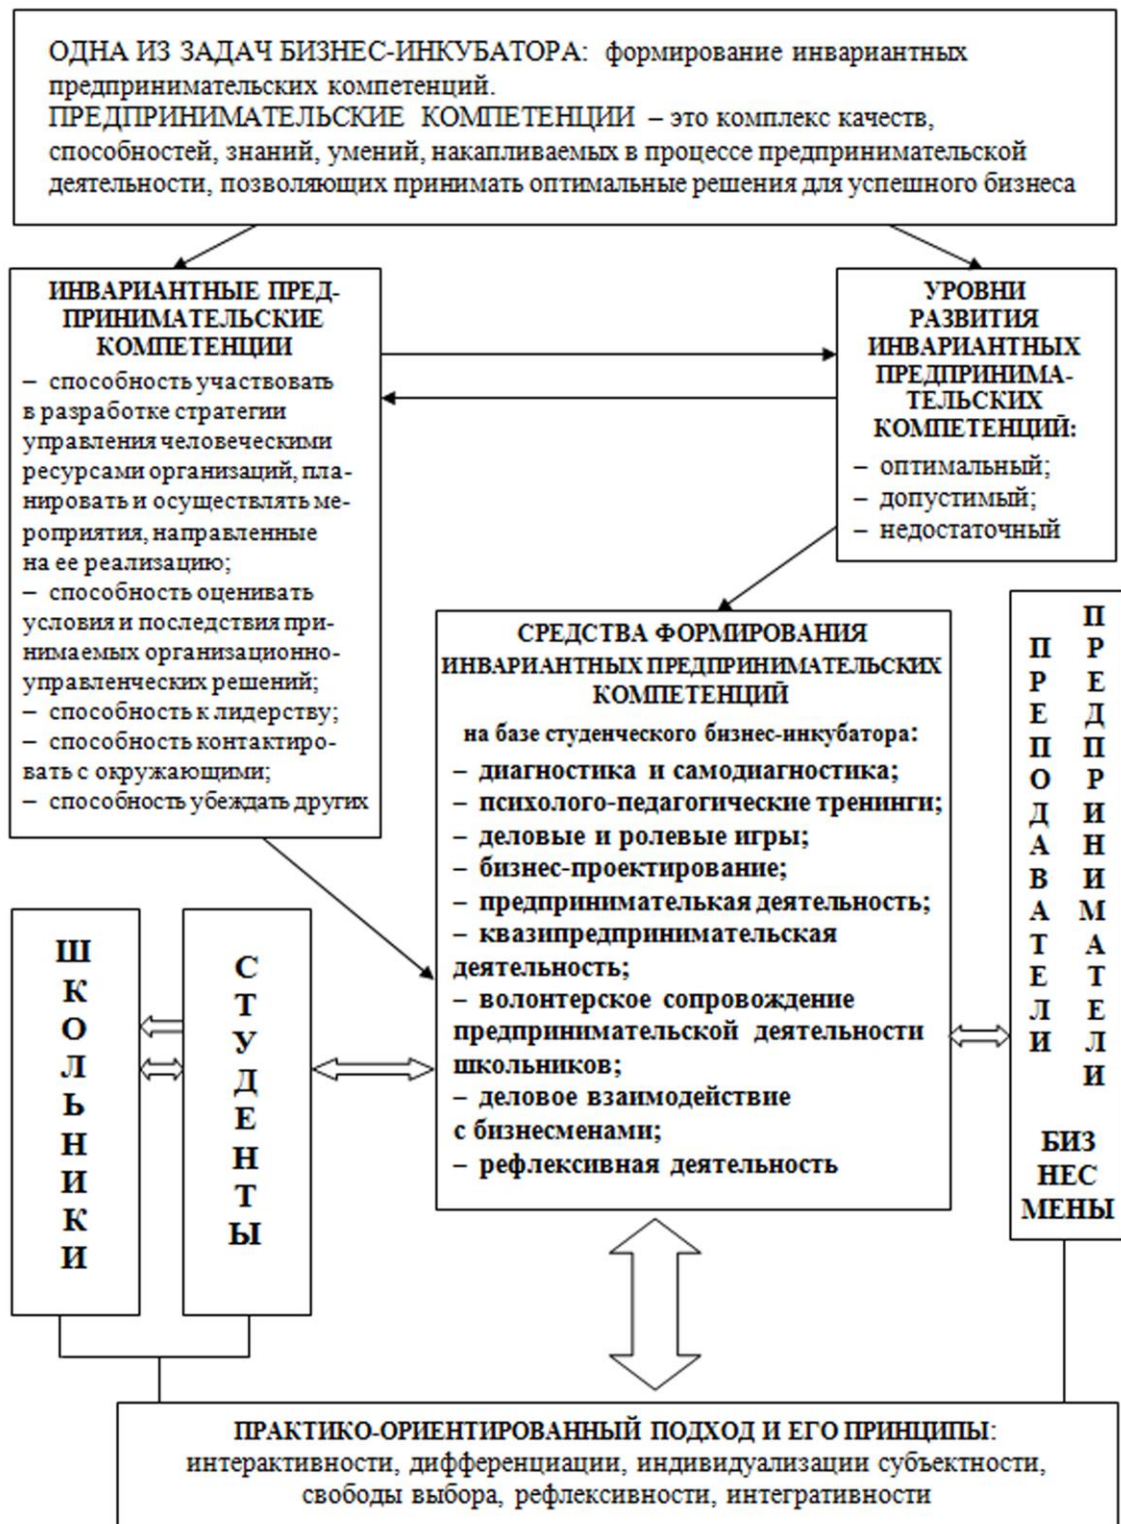 ОДНА ИЗ ЗАДАЧ БИЗНЕС-ИНКУБАТОРА: формирование инвариантных
предпринимательских компетенций.
ПРЕДПРИНИМАТЕЛЬСКИЕ КОМПЕТЕНЦИИ – это комплекс качеств,
способностей, знаний, умений, накапливаемых в процессе предпринимательской
деятельности, позволяющих принимать оптимальные решения для успешного бизнеса
ИНВАРИАНТНЫЕ ПРЕД-
ПРИНИМАТЕЛЬСКИЕ
КОМПЕТЕНЦИИ
– способность участвовать
в разработке стратегии
управления человеческими
ресурсами организаций, пла-
нировать и осуществлять ме-
роприятия, направленные
на ее реализацию;
– способность оценивать
условия и последствия при-
нимаемых организационно-
управленческих решений;
– способность к лидерству;
– способность контактиро-
вать с окружающими;
– способность убеждать других
УРОВНИ
РАЗВИТИЯ
ИНВАРИАНТНЫХ
ПРЕДПРИНИМА-
ТЕЛЬСКИХ
КОМПЕТЕНЦИЙ:
– оптимальный;
– допустимый;
– недостаточный
СРЕДСТВА ФОРМИРОВАНИЯ
ИНВАРИАНТНЫХ ПРЕДПРИНИМАТЕЛЬСКИХ
КОМПЕТЕНЦИЙ
на базе студенческого бизнес-инкубатора:
– диагностика и самодиагностика;
– психолого-педагогические тренинги;
– деловые и ролевые игры;
– бизнес-проектирование;
– предпринимателькая деятельность;
– квазипредпринимательская
деятельность;
– волонтерское сопровождение
предпринимательской деятельности
школьников;
– деловое взаимодействие
с бизнесменами;
– рефлексивная деятельность
ПРЕПОДАВАТЕЛИ
ПРЕДПРИНИМАТЕЛИ
БИЗ
НЕС
МЕНЫ
ШКОЛЬНИКИ
СТУДЕНТЫ
ПРАКТИКО-ОРИЕНТИРОВАННЫЙ ПОДХОД И ЕГО ПРИНЦИПЫ:
интерактивности, дифференциации, индивидуализации субъектности,
свободы выбора, рефлексивности, интегративности